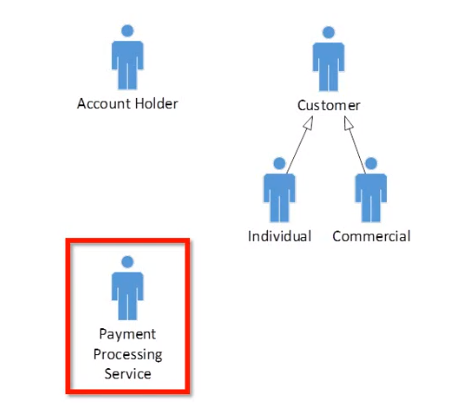 Account Holder
Customer
Individual
Commercial
Payment
Processing
Service